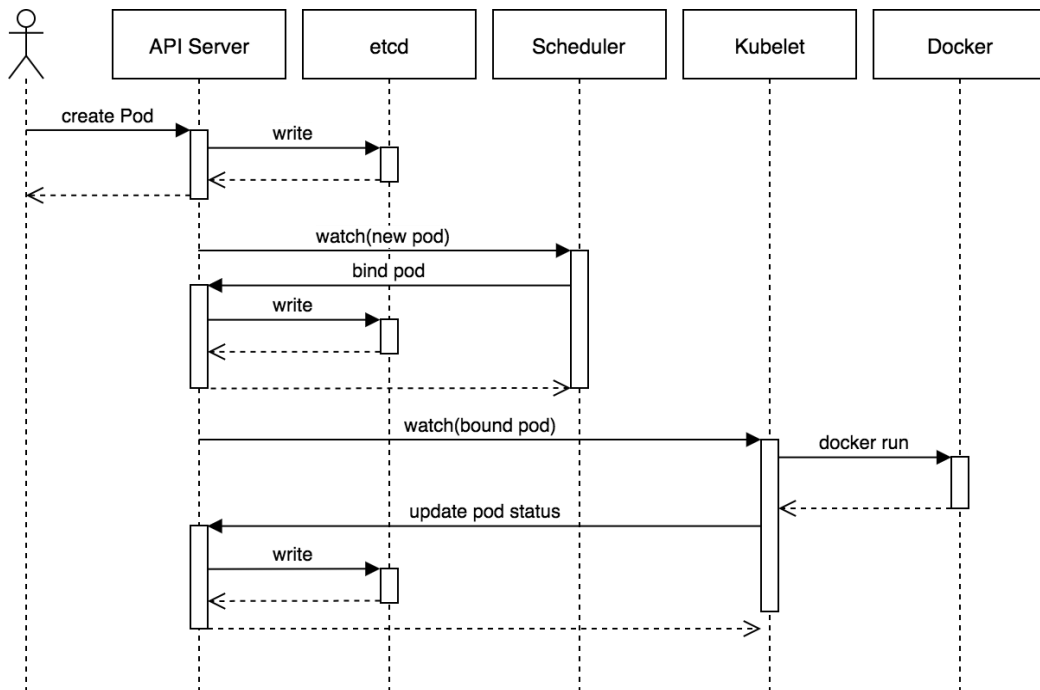 API Server
etcd
Scheduler
Kubelet
Docker
create Pod
write
watch(new pod)
bind pod
write
watch(bound pod)
docker run
update pod status
write